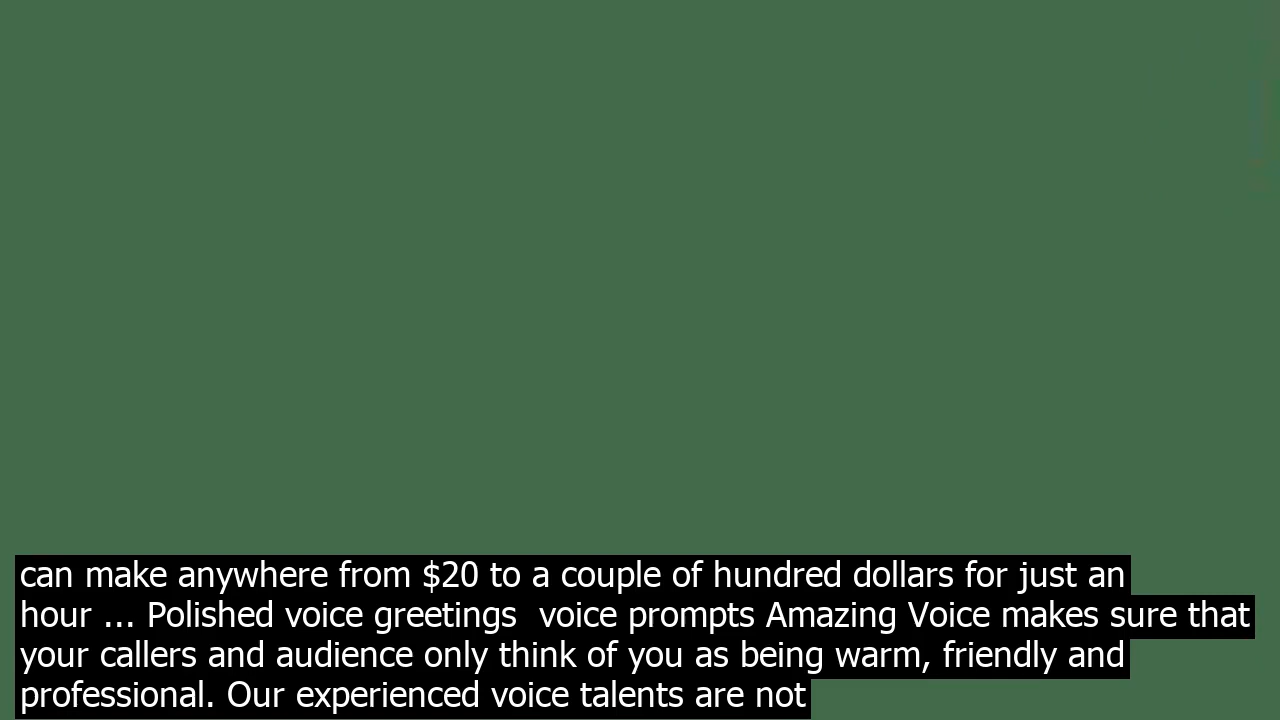 can make anywhere from $20 to a couple of hundred dollars for just an
hour ... Polished voice greetings  voice prompts Amazing Voice makes sure that
your callers and audience only think of you as being warm, friendly and
professional. Our experienced voice talents are not